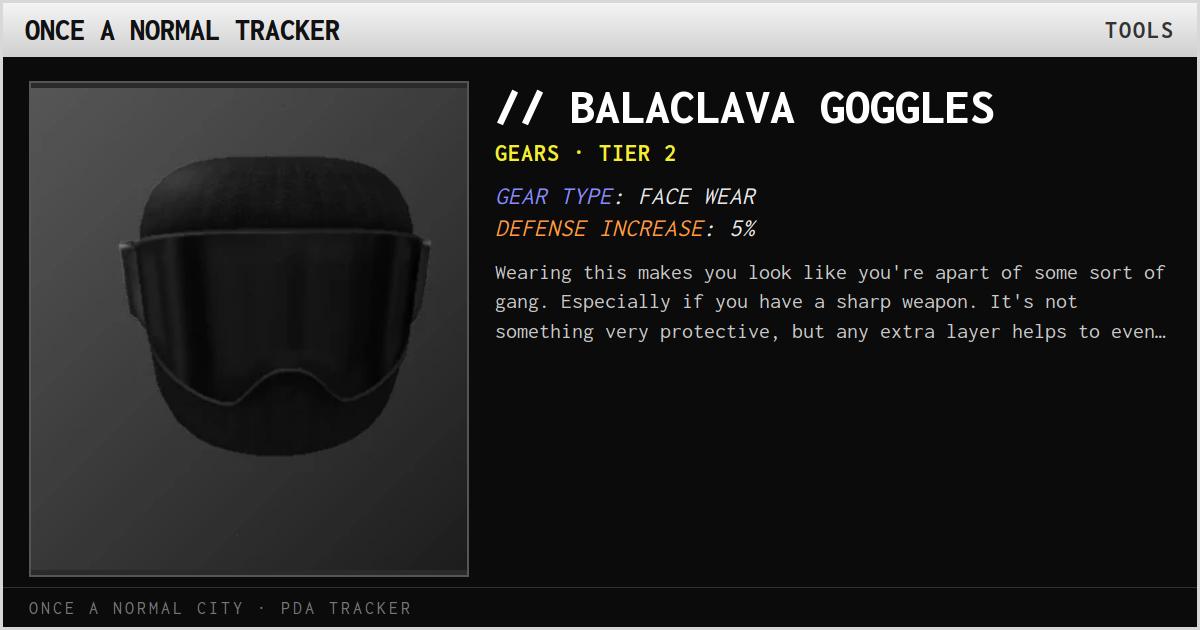 ONCE A NORMAL TRACKER
TOOLS
// BALACLAVA GOGGLES
GEARS · TIER 2
GEAR TYPE: FACE WEAR
DEFENSE INCREASE: 5%
Wearing this makes you look like you're apart of some sort of
gang. Especially if you have a sharp weapon. It's not
something very protective, but any extra layer helps to even…
ONCE A NORMAL CITY · PDA TRACKER